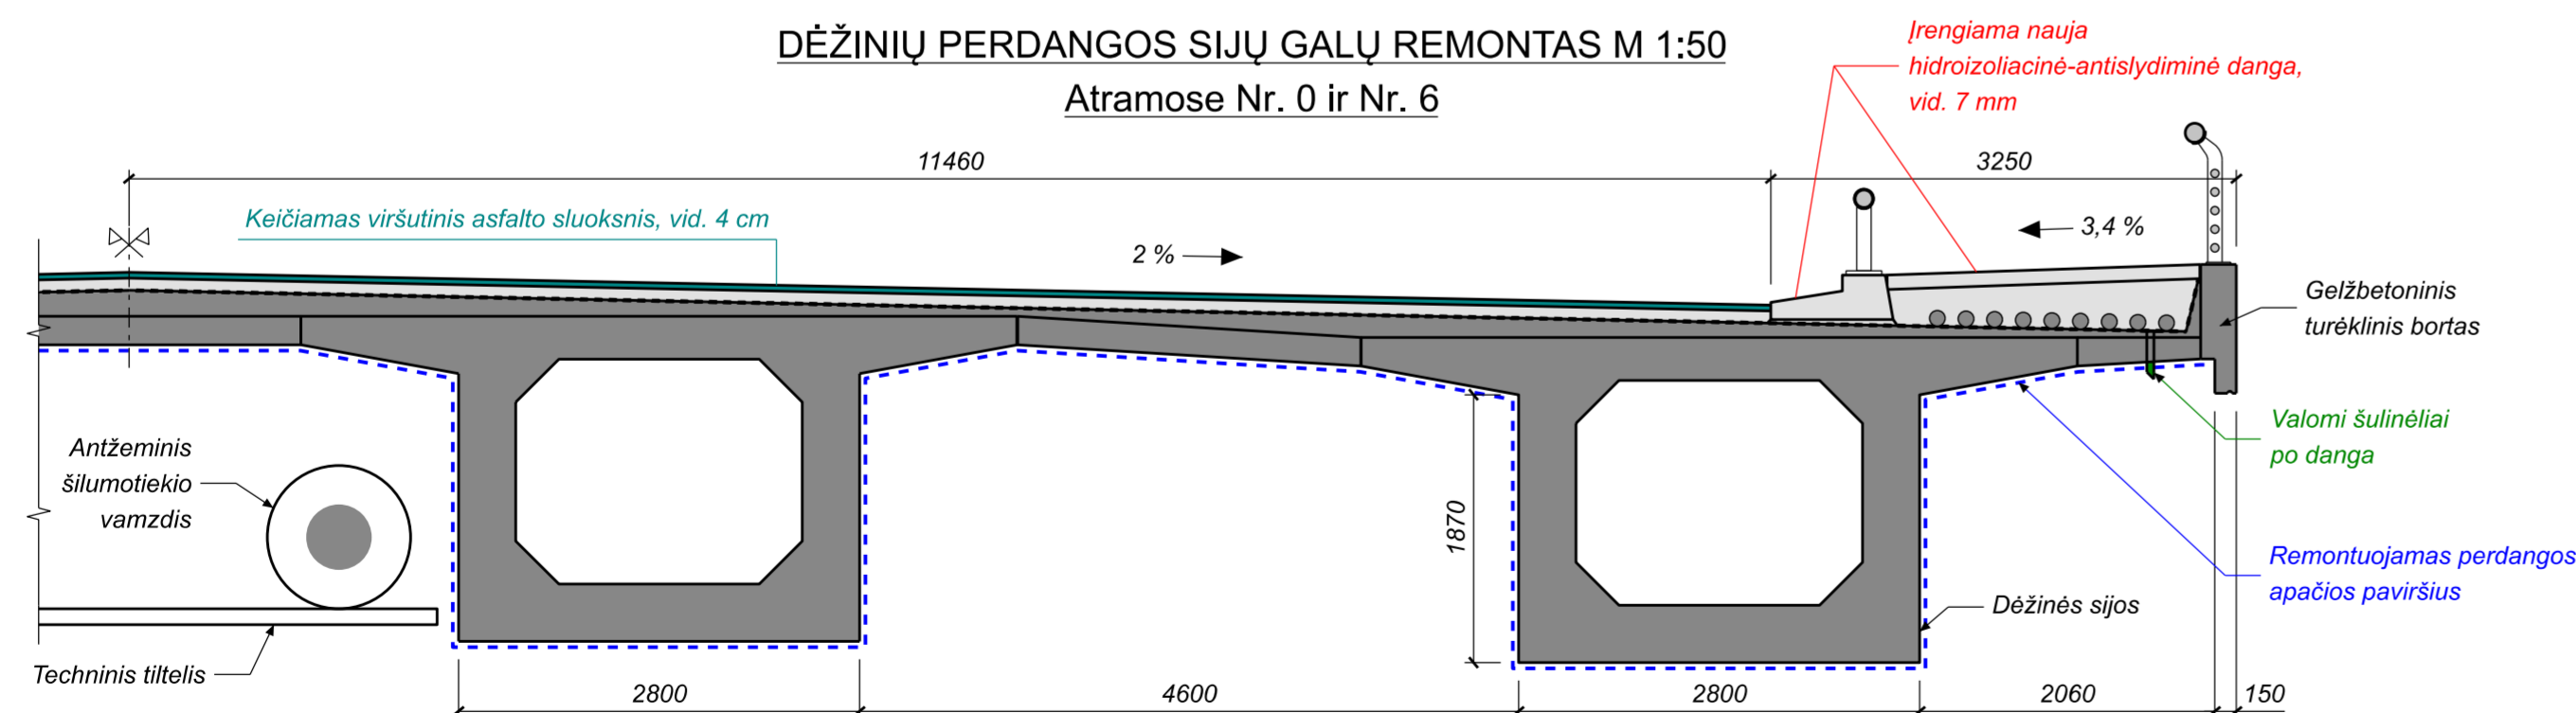 DĖŽINIŲ PERDANGOS SIJŲ GALŲ REMONTAS M 1:50
Atramose Nr. 0 ir Nr. 6
Įrengiama nauja
hidroizoliacinė-antislydiminė danga,
vid. 7 mm
11460
3250
Keičiamas viršutinis asfalto sluoksnis, vid. 4 cm
2 %
3,4 %
Gelžbetoninis
turėklinis bortas
Antžeminis
šilumotiekio
vamzdis
Valomi šulinėliai
po danga
1870
Remontuojamas perdangos
apačios paviršius
Dėžinės sijos
Techninis tiltelis
2800
4600
2800
2060
150